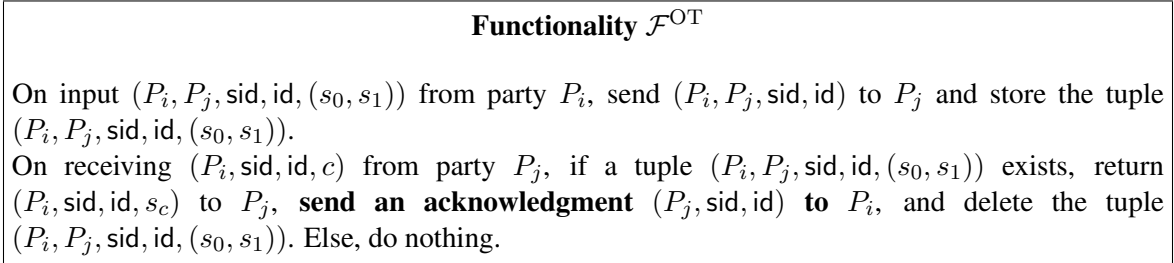 Functionality $\mathcal{F}^{\mathrm{OT}}$
On input $(P_i, P_j, \mathsf{sid}, \mathsf{id}, (s_0, s_1))$ from party $P_i$, send $(P_i, P_j, \mathsf{sid}, \mathsf{id})$ to $P_j$ and store the tuple
$(P_i, P_j, \mathsf{sid}, \mathsf{id}, (s_0, s_1))$.
On receiving $(P_i, \mathsf{sid}, \mathsf{id}, c)$ from party $P_j$, if a tuple $(P_i, P_j, \mathsf{sid}, \mathsf{id}, (s_0, s_1))$ exists, return
$(P_i, \mathsf{sid}, \mathsf{id}, s_c)$ to $P_j$, send an acknowledgment $(P_j, \mathsf{sid}, \mathsf{id})$ to $P_i$, and delete the tuple
$(P_i, P_j, \mathsf{sid}, \mathsf{id}, (s_0, s_1))$. Else, do nothing.